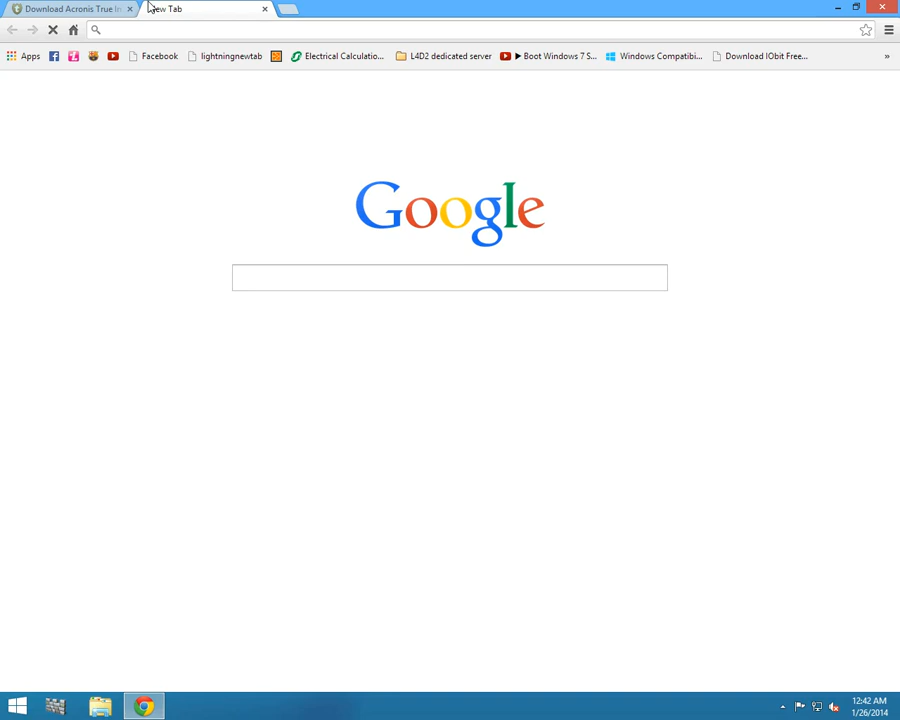 Download Acronis True In
ew Tab
Apps
Facebook
lightningnewtab
Electrical Calculatio...
L4D2 dedicated server
▶ Boot Windows 7 S...
Windows Compatibi...
Download IObit Free...
»
Google
12:42 AM
1/26/2014